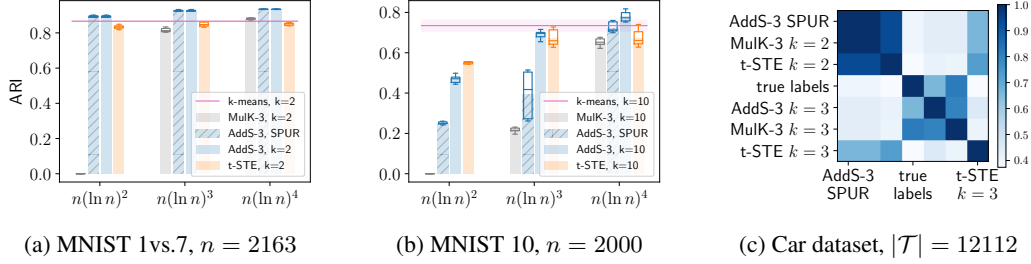 ARI
0.8
0.6
0.4
0.2
0.0
k-means, k=2
MulK-3, k=2
AddS-3, SPUR
AddS-3, k=2
t-STE, k=2
n(ln n)^2
n(ln n)^3
n(ln n)^4
(a) MNIST 1vs.7, n = 2163
0.8
0.6
0.4
0.2
0.0
k-means, k=10
MulK-3, k=10
AddS-3, SPUR
AddS-3, k=10
t-STE, k=10
n(ln n)^2
n(ln n)^3
n(ln n)^4
(b) MNIST 10, n = 2000
AddS-3 SPUR
MulK-3 k = 2
t-STE k = 2
true labels
AddS-3 k = 3
MulK-3 k = 3
t-STE k = 3
AddS-3
SPUR
true
labels
t-STE
k = 3
1.0
0.9
0.8
0.7
0.6
0.5
0.4
(c) Car dataset, |𝒯| = 12112